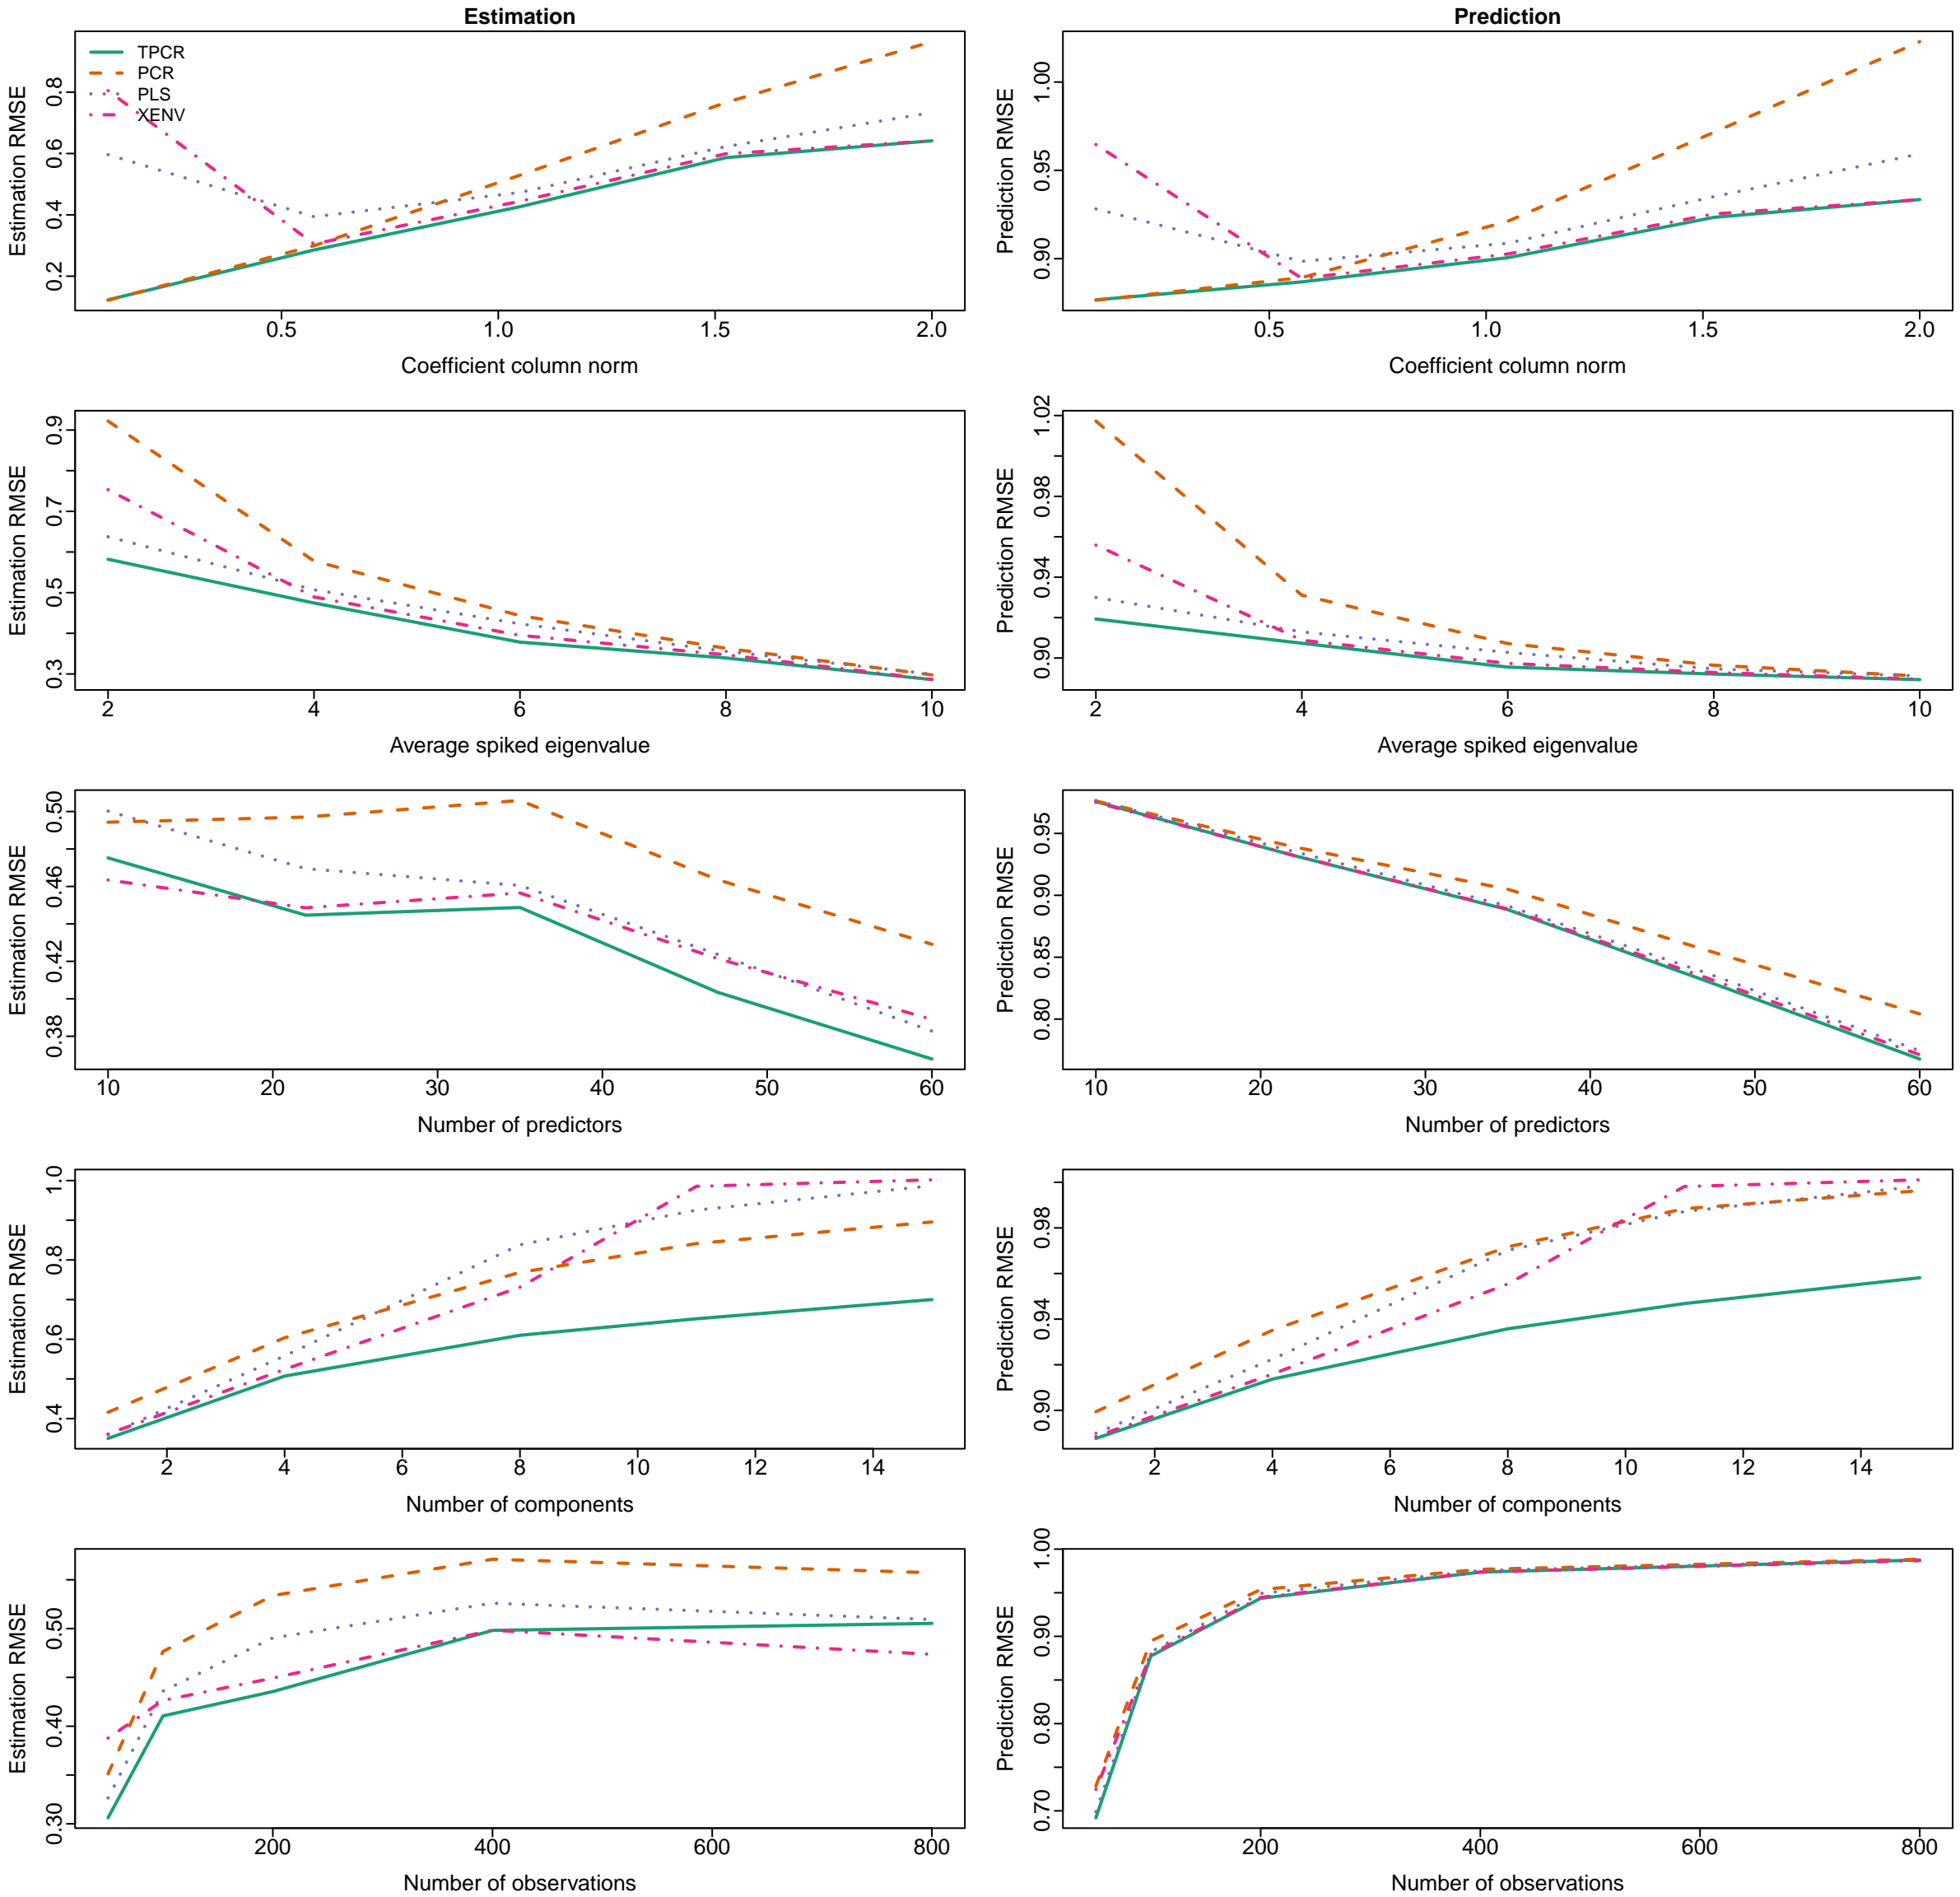 Estimation
Prediction
TPCR
PCR
PLS
XENV
Estimation RMSE
0.2 0.4 0.6 0.8
0.5 1.0 1.5 2.0
Coefficient column norm
Prediction RMSE
0.90 0.95 1.00
0.5 1.0 1.5 2.0
Coefficient column norm
Estimation RMSE
0.3 0.5 0.7 0.9
2 4 6 8 10
Average spiked eigenvalue
Prediction RMSE
0.90 0.94 0.98 1.02
2 4 6 8 10
Average spiked eigenvalue
Estimation RMSE
0.38 0.42 0.46 0.50
10 20 30 40 50 60
Number of predictors
Prediction RMSE
0.80 0.85 0.90 0.95
10 20 30 40 50 60
Number of predictors
Estimation RMSE
0.4 0.6 0.8 1.0
2 4 6 8 10 12 14
Number of components
Prediction RMSE
0.90 0.94 0.98
2 4 6 8 10 12 14
Number of components
Estimation RMSE
0.30 0.40 0.50
200 400 600 800
Number of observations
Prediction RMSE
0.70 0.80 0.90 1.00
200 400 600 800
Number of observations